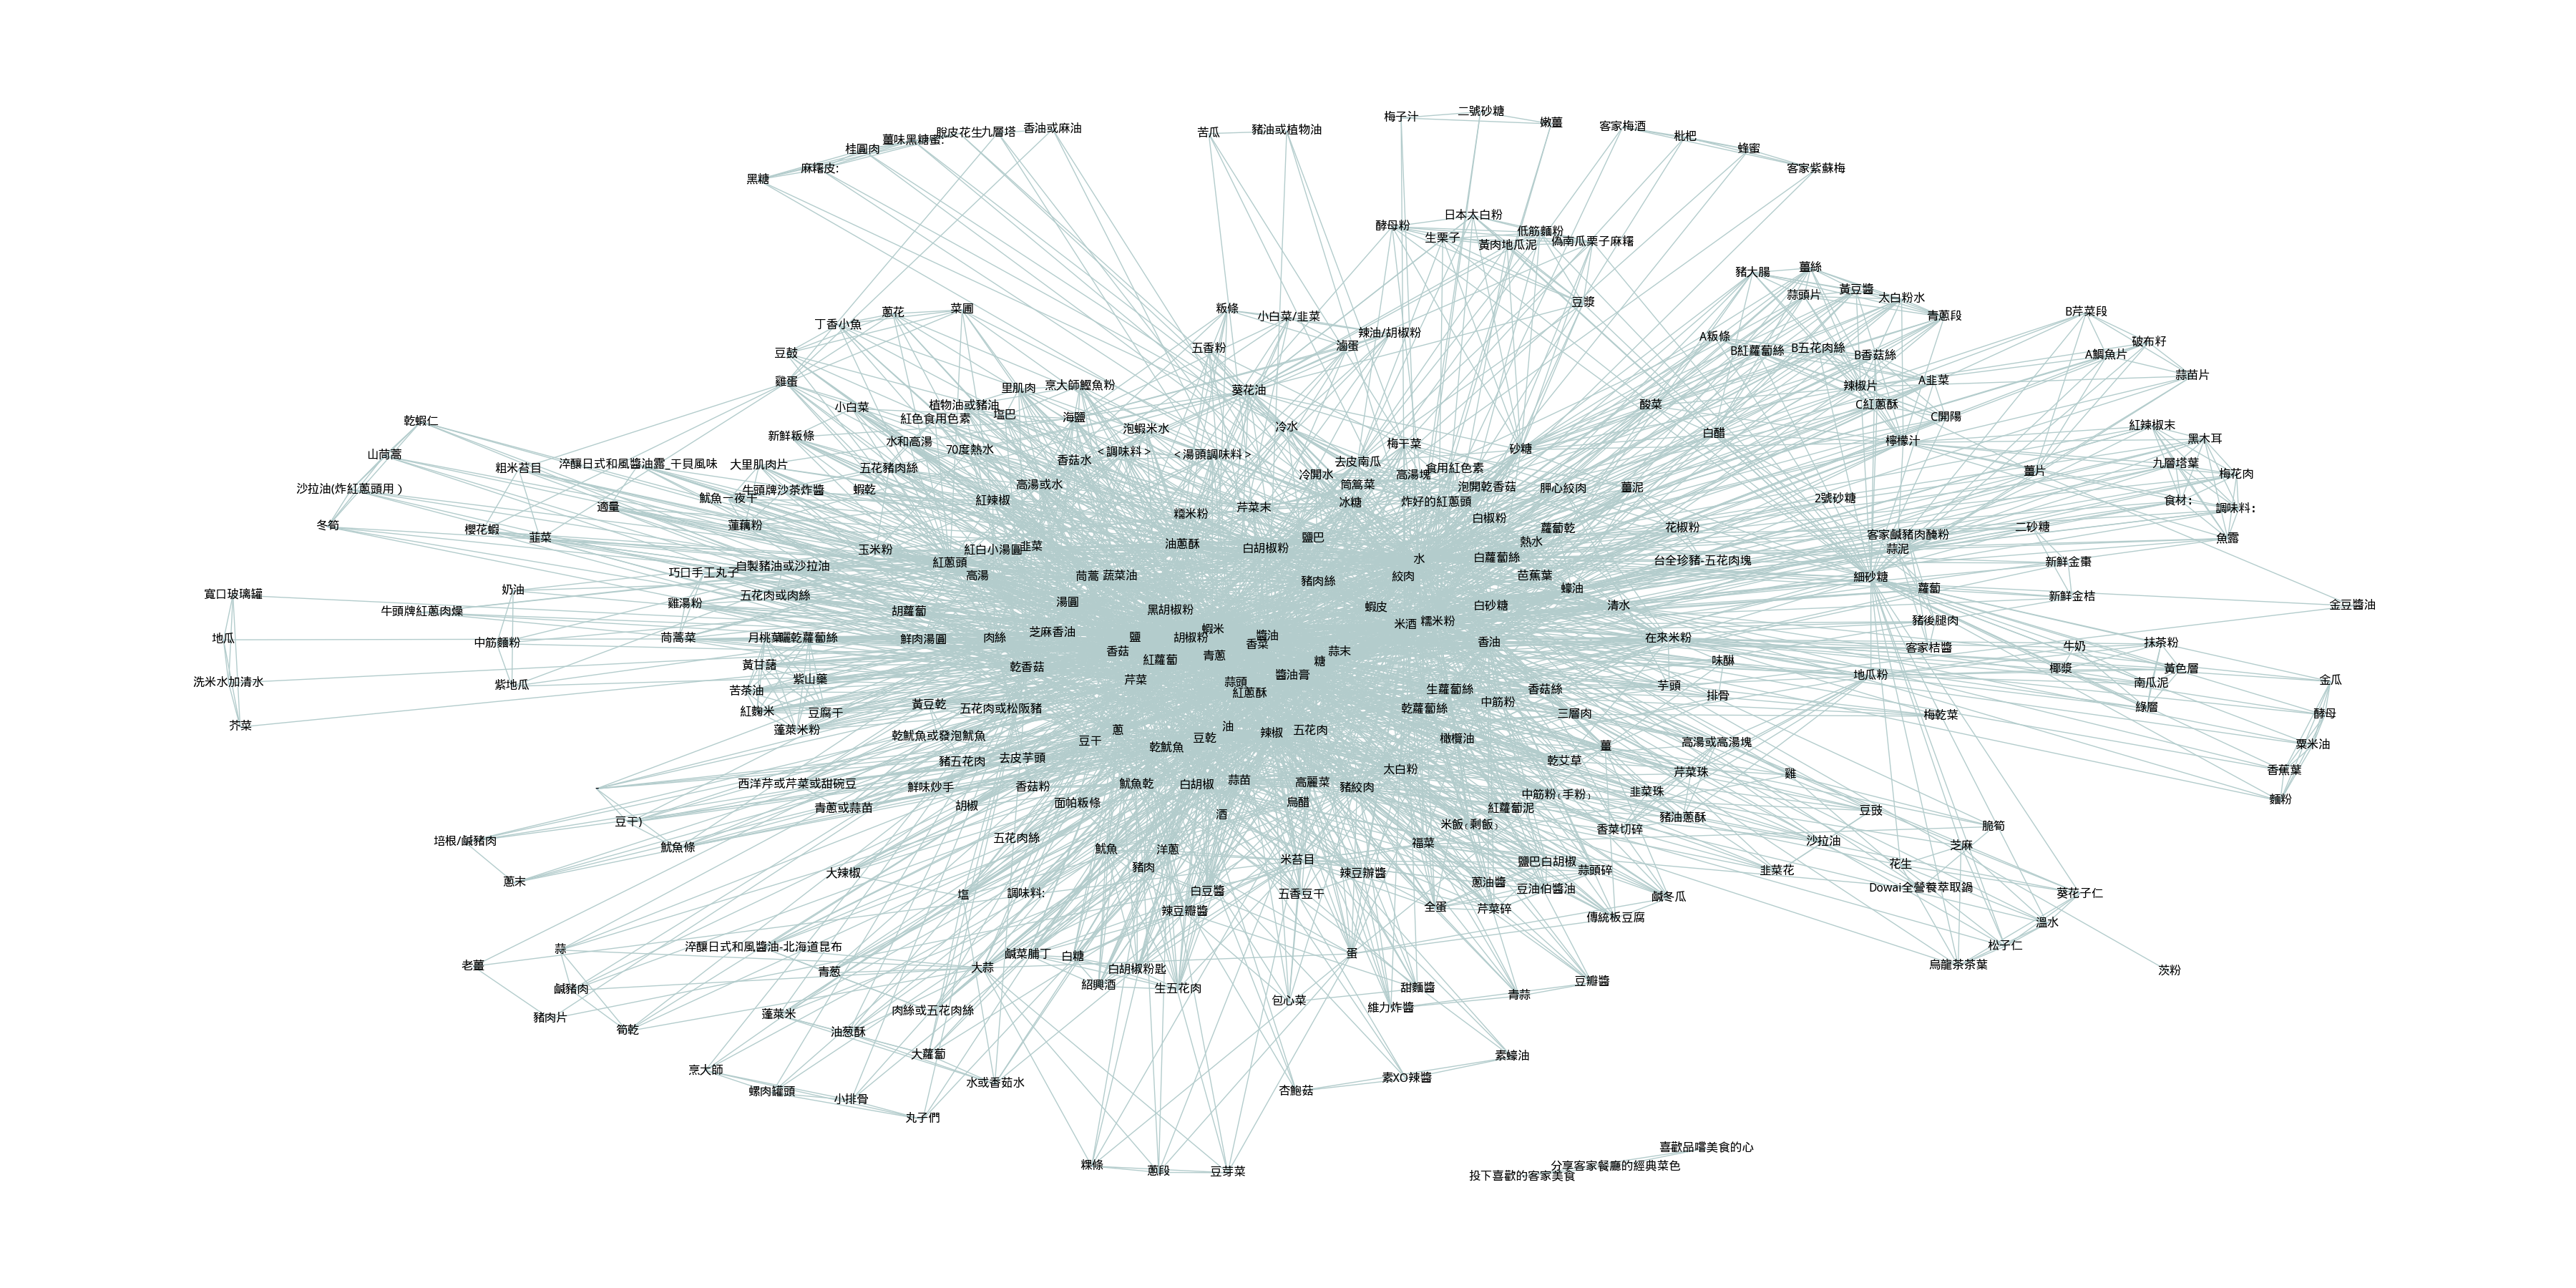 梅子汁
二號砂糖
嫩薑
客家梅酒
枇杷
蜂蜜
客家紫蘇梅
香油或麻油
九層塔
脫皮花生
薑味黑糖蜜:
桂圓肉
麻糬皮:
黑糖
苦瓜
豬油或植物油
日本太白粉
酵母粉
生栗子
低筋麵粉
黃肉地瓜泥
偽南瓜栗子麻糬
豬大腸
薑絲
蒜頭片
黃豆醬
太白粉水
青蔥段
豆漿
粄條
小白菜/韭菜
辣油/胡椒粉
滷蛋
五香粉
葵花油
蔥花
菜圃
丁香小魚
豆鼓
雞蛋
A粄條
B紅蘿蔔絲
B五花肉絲
B香菇絲
辣椒片
A韭菜
C紅蔥酥
C開陽
檸檬汁
B芹菜段
破布籽
A鯛魚片
蒜苗片
里肌肉
烹大師鰹魚粉
小白菜
植物油或豬油
紅色食用色素
塩巴
海鹽
泡蝦米水
冷水
酸菜
白醋
乾蝦仁
山茼蒿
新鮮粄條
水和高湯
70度熱水
香菇水
＜調味料＞
＜湯頭調味料＞
梅干菜
砂糖
紅辣椒末
黑木耳
九層塔葉
梅花肉
食材：
調味料：
魚露
粗米苔目
淬釀日式和風醬油露_干貝風味
大里肌肉片
五花豬肉絲
牛頭牌沙茶炸醬
蝦乾
高湯或水
紅辣椒
冷開水
去皮南瓜
高湯塊
食用紅色素
茼篙菜
冰糖
炸好的紅蔥頭
泡開乾香菇
胛心絞肉
薑泥
薑片
2號砂糖
沙拉油(炸紅蔥頭用）
冬筍
適量
魷魚一夜干
蓮藕粉
櫻花蝦
韭菜
糯米粉
芹菜末
白椒粉
蘿蔔乾
花椒粉
二砂糖
客家鹹豬肉醃粉
蒜泥
玉米粉
紅白小湯圓
韭菜
紅蔥頭
高湯
油蔥酥
白胡椒粉
鹽巴
水
熱水
白蘿蔔絲
台全珍豬-五花肉塊
新鮮金棗
細砂糖
巧口手工丸子
自製豬油或沙拉油
茼蒿
蔬菜油
豬肉絲
絞肉
芭蕉葉
蠔油
蘿蔔
新鮮金桔
金豆醬油
寬口玻璃罐
奶油
五花肉或肉絲
雞湯粉
牛頭牌紅蔥肉燥
胡蘿蔔
湯圓
黑胡椒粉
蝦皮
白砂糖
清水
豬後腿肉
地瓜
中筋麵粉
茼蒿菜
月桃葉
曬乾蘿蔔絲
鮮肉湯圓
肉絲
芝麻香油
鹽
胡椒粉
蝦米
醬油
香菜
米酒
糯米粉
香油
在來米粉
客家桔醬
牛奶
抹茶粉
洗米水加清水
紫地瓜
黃甘藷
紫山藥
乾香菇
香菇
紅蘿蔔
青蔥
糖
蒜末
味醂
椰漿
黃色層
南瓜泥
金瓜
芥菜
苦茶油
紅麴米
豆腐干
蓬萊米粉
芹菜
蒜頭
醬油膏
紅蔥酥
生蘿蔔絲
香菇絲
芋頭
排骨
地瓜粉
綠層
酵母
黃豆乾
五花肉或松阪豬
乾蘿蔔絲
中筋粉
三層肉
梅乾菜
粟米油
乾魷魚或發泡魷魚
豆干
蔥
乾魷魚
豆乾
油
辣椒
五花肉
橄欖油
薑
高湯或高湯塊
香蕉葉
豬五花肉
去皮芋頭
太白粉
乾艾草
芹菜珠
雞
麵粉
-
西洋芹或芹菜或甜碗豆
鮮味炒手
香菇粉
魷魚乾
白胡椒
蒜苗
高麗菜
豬絞肉
中筋粉(手粉)
韭菜珠
豆干)
青蔥或蒜苗
胡椒
面帕粄條
酒
烏醋
紅蘿蔔泥
豬油蔥酥
豆豉
培根/鹹豬肉
魷魚條
五花肉絲
米飯(剩飯)
香菜切碎
福菜
沙拉油
脆筍
芝麻
蔥末
大辣椒
魷魚
洋蔥
豬肉
米苔目
辣豆辦醬
鹽巴白胡椒
蒜頭碎
韭菜花
花生
塩
調味料:
白豆醬
五香豆干
蔥油醬
豆油伯醬油
鹹冬瓜
Dowai全營養萃取鍋
葵花子仁
辣豆瓣醬
全蛋
芹菜碎
傳統板豆腐
溫水
蒜
淬釀日式和風醬油-北海道昆布
鹹菜脯丁
白糖
蛋
松子仁
老薑
青葱
大蒜
白胡椒粉匙
烏龍茶茶葉
茨粉
鹹豬肉
紹興酒
生五花肉
甜麵醬
青蒜
豆瓣醬
豬肉片
蓬萊米
肉絲或五花肉絲
包心菜
維力炸醬
筍乾
油葱酥
大蘿蔔
素蠔油
烹大師
水或香茹水
螺肉罐頭
小排骨
杏鮑菇
素XO辣醬
丸子們
粿條
蔥段
豆芽菜
喜歡品嚐美食的心
分享客家餐廳的經典菜色
投下喜歡的客家美食